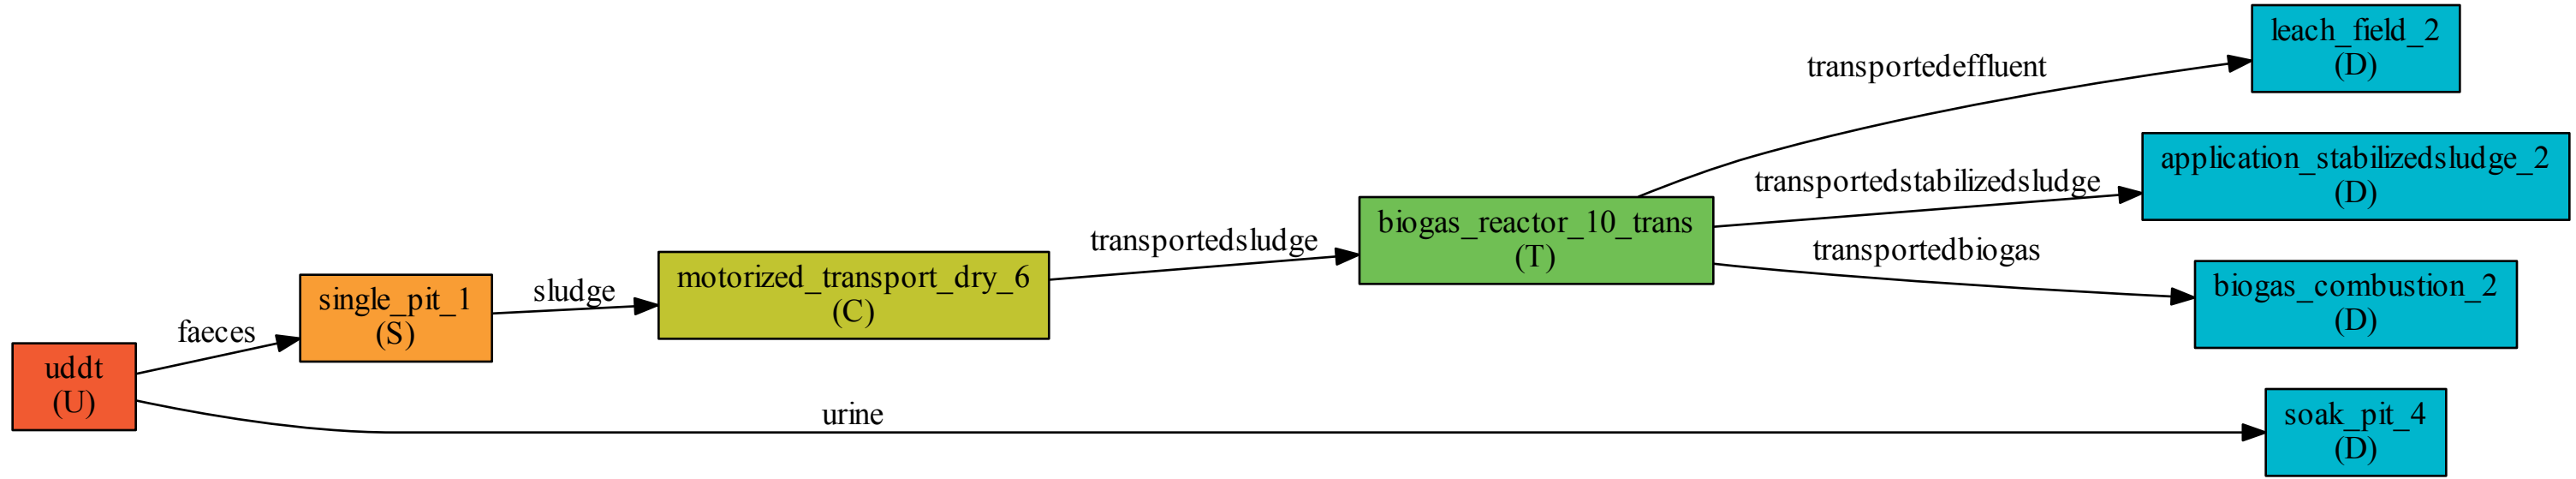 uddt
(U)
faeces
urine
single_pit_1
(S)
sludge
motorized_transport_dry_6
(C)
transportedsludge
biogas_reactor_10_trans
(T)
transportedeffluent
transportedstabilizedsludge
transportedbiogas
leach_field_2
(D)
application_stabilizedsludge_2
(D)
biogas_combustion_2
(D)
soak_pit_4
(D)